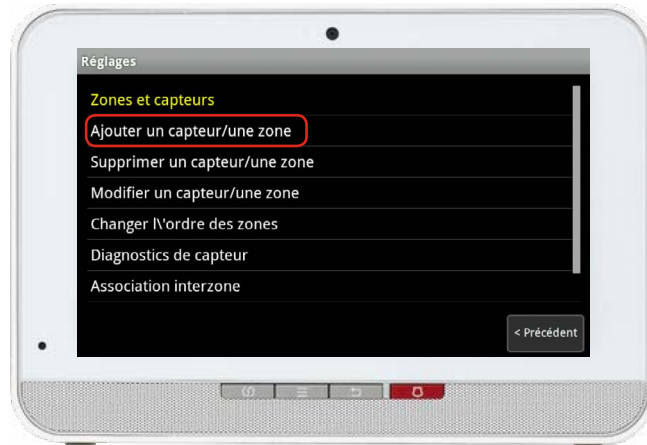 Réglages
Zones et capteurs
Ajouter un capteur/une zone
Supprimer un capteur/une zone
Modifier un capteur/une zone
Changer l\'ordre des zones
Diagnostics de capteur
Association interzone
< Précédent